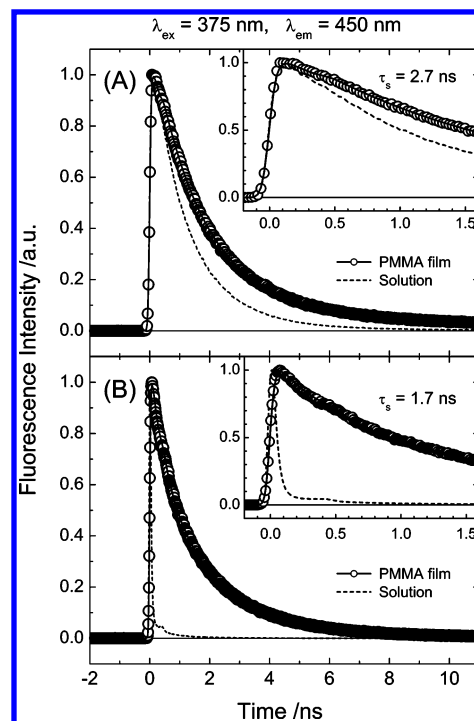 λex = 375 nm, λem = 450 nm
(A)
τs = 2.7 ns
1.0
0.5
0.0
0.0 0.5 1.0 1.5
PMMA film
Solution
1.0
0.8
0.6
0.4
0.2
0.0
(B)
τs = 1.7 ns
1.0
0.5
0.0
0.0 0.5 1.0 1.5
PMMA film
Solution
1.0
0.8
0.6
0.4
0.2
0.0
-2 0 2 4 6 8 10
Fluorescence Intensity /a.u.
Time /ns